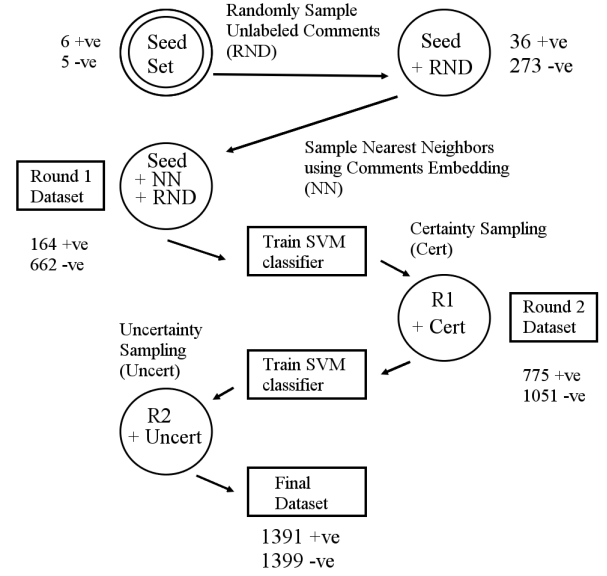 6 +ve
5 -ve
Seed
Set
Randomly Sample
Unlabeled Comments
(RND)
Seed
+ RND
36 +ve
273 -ve
Sample Nearest Neighbors
using Comments Embedding
(NN)
Round 1
Dataset
Seed
+ NN
+ RND
164 +ve
662 -ve
Train SVM
classifier
Certainty Sampling
(Cert)
R1
+ Cert
Round 2
Dataset
775 +ve
1051 -ve
Uncertainty
Sampling
(Uncert)
Train SVM
classifier
R2
+ Uncert
Final
Dataset
1391 +ve
1399 -ve